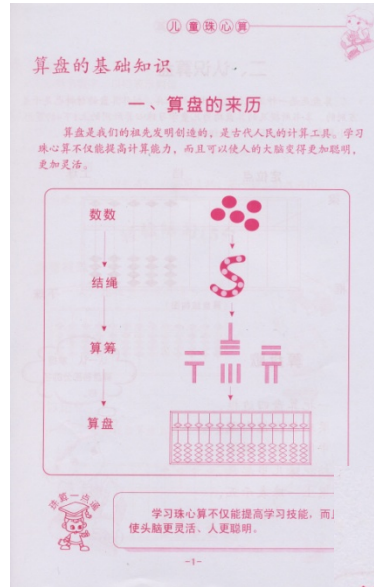 儿童珠心算
算盘的基础知识
一、算盘的来历
算盘是我们的祖先发明创造的，是古代人民的计算工具。学习
珠心算不仅能提高计算能力，而且可以使人的大脑变得更加聪明，
更加灵活。
数数
结绳
算筹
算盘
学习珠心算不仅能提高学习技能，而
使头脑更灵活、人更聪明。
-1-